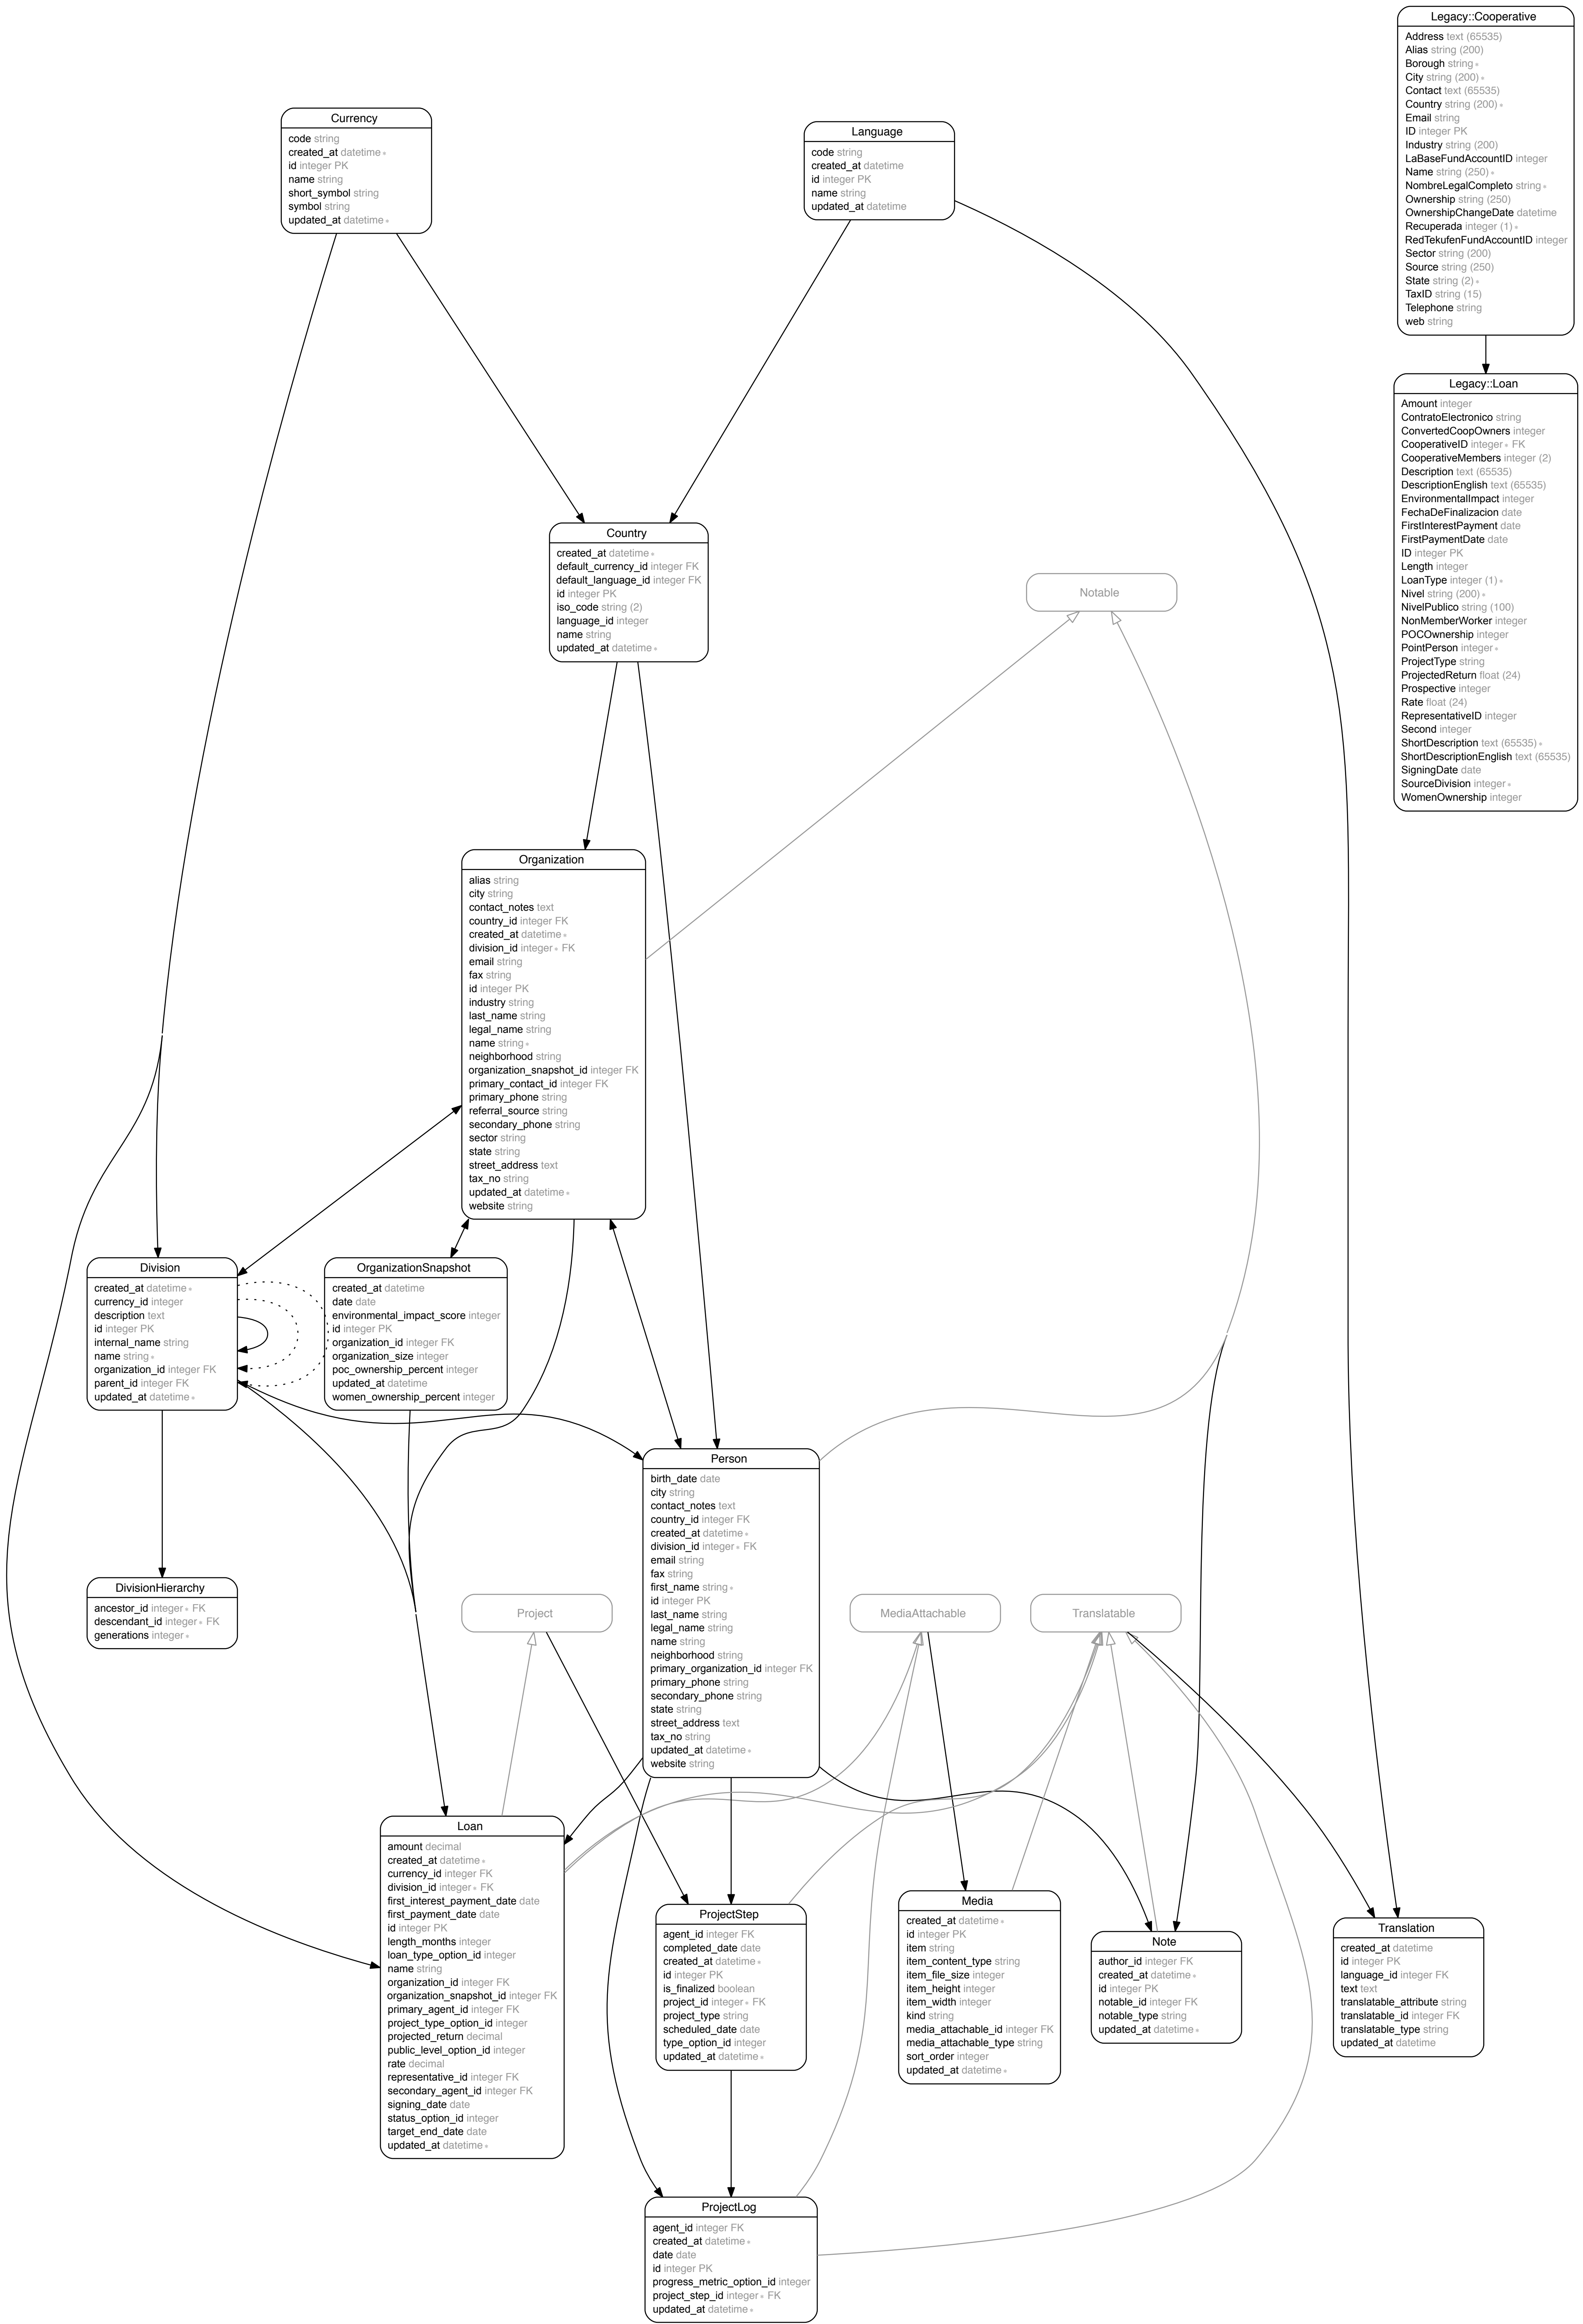 Legacy::Cooperative
Address text (65535)
Alias string (200)
Borough string ∗
City string (200) ∗
Contact text (65535)
Country string (200) ∗
Email string
ID integer PK
Industry string (200)
LaBaseFundAccountID integer
Name string (250) ∗
NombreLegalCompleto string ∗
Ownership string (250)
OwnershipChangeDate datetime
Recuperada integer (1) ∗
RedTekufenFundAccountID integer
Sector string (200)
Source string (250)
State string (2) ∗
TaxID string (15)
Telephone string
web string
Currency
code string
created_at datetime ∗
id integer PK
name string
short_symbol string
symbol string
updated_at datetime ∗
Language
code string
created_at datetime
id integer PK
name string
updated_at datetime
Legacy::Loan
Amount integer
ContratoElectronico string
ConvertedCoopOwners integer
CooperativeID integer ∗ FK
CooperativeMembers integer (2)
Description text (65535)
DescriptionEnglish text (65535)
EnvironmentalImpact integer
FechaDeFinalizacion date
FirstInterestPayment date
FirstPaymentDate date
ID integer PK
Length integer
LoanType integer (1) ∗
Nivel string (200) ∗
NivelPublico string (100)
NonMemberWorker integer
POCOwnership integer
PointPerson integer ∗
ProjectType string
ProjectedReturn float (24)
Prospective integer
Rate float (24)
RepresentativeID integer
Second integer
ShortDescription text (65535) ∗
ShortDescriptionEnglish text (65535)
SigningDate date
SourceDivision integer ∗
WomenOwnership integer
Country
created_at datetime ∗
default_currency_id integer FK
default_language_id integer FK
id integer PK
iso_code string (2)
language_id integer
name string
updated_at datetime ∗
Notable
Organization
alias string
city string
contact_notes text
country_id integer FK
created_at datetime ∗
division_id integer ∗ FK
email string
fax string
id integer PK
industry string
last_name string
legal_name string
name string ∗
neighborhood string
organization_snapshot_id integer FK
primary_contact_id integer FK
primary_phone string
referral_source string
secondary_phone string
sector string
state string
street_address text
tax_no string
updated_at datetime ∗
website string
Division
created_at datetime ∗
currency_id integer
description text
id integer PK
internal_name string
name string ∗
organization_id integer FK
parent_id integer FK
updated_at datetime ∗
OrganizationSnapshot
created_at datetime
date date
environmental_impact_score integer
id integer PK
organization_id integer FK
organization_size integer
poc_ownership_percent integer
updated_at datetime
women_ownership_percent integer
Person
birth_date date
city string
contact_notes text
country_id integer FK
created_at datetime ∗
division_id integer ∗ FK
email string
fax string
first_name string ∗
id integer PK
last_name string
legal_name string
name string
neighborhood string
primary_organization_id integer FK
primary_phone string
secondary_phone string
state string
street_address text
tax_no string
updated_at datetime ∗
website string
DivisionHierarchy
ancestor_id integer ∗ FK
descendant_id integer ∗ FK
generations integer ∗
Project
MediaAttachable
Translatable
Loan
amount decimal
created_at datetime ∗
currency_id integer FK
division_id integer ∗ FK
first_interest_payment_date date
first_payment_date date
id integer PK
length_months integer
loan_type_option_id integer
name string
organization_id integer FK
organization_snapshot_id integer FK
primary_agent_id integer FK
project_type_option_id integer
projected_return decimal
public_level_option_id integer
rate decimal
representative_id integer FK
secondary_agent_id integer FK
signing_date date
status_option_id integer
target_end_date date
updated_at datetime ∗
ProjectStep
agent_id integer FK
completed_date date
created_at datetime ∗
id integer PK
is_finalized boolean
project_id integer ∗ FK
project_type string
scheduled_date date
type_option_id integer
updated_at datetime ∗
Media
created_at datetime ∗
id integer PK
item string
item_content_type string
item_file_size integer
item_height integer
item_width integer
kind string
media_attachable_id integer FK
media_attachable_type string
sort_order integer
updated_at datetime ∗
Note
author_id integer FK
created_at datetime ∗
id integer PK
notable_id integer FK
notable_type string
updated_at datetime ∗
Translation
created_at datetime
id integer PK
language_id integer FK
text text
translatable_attribute string
translatable_id integer FK
translatable_type string
updated_at datetime
ProjectLog
agent_id integer FK
created_at datetime ∗
date date
id integer PK
progress_metric_option_id integer
project_step_id integer ∗ FK
updated_at datetime ∗